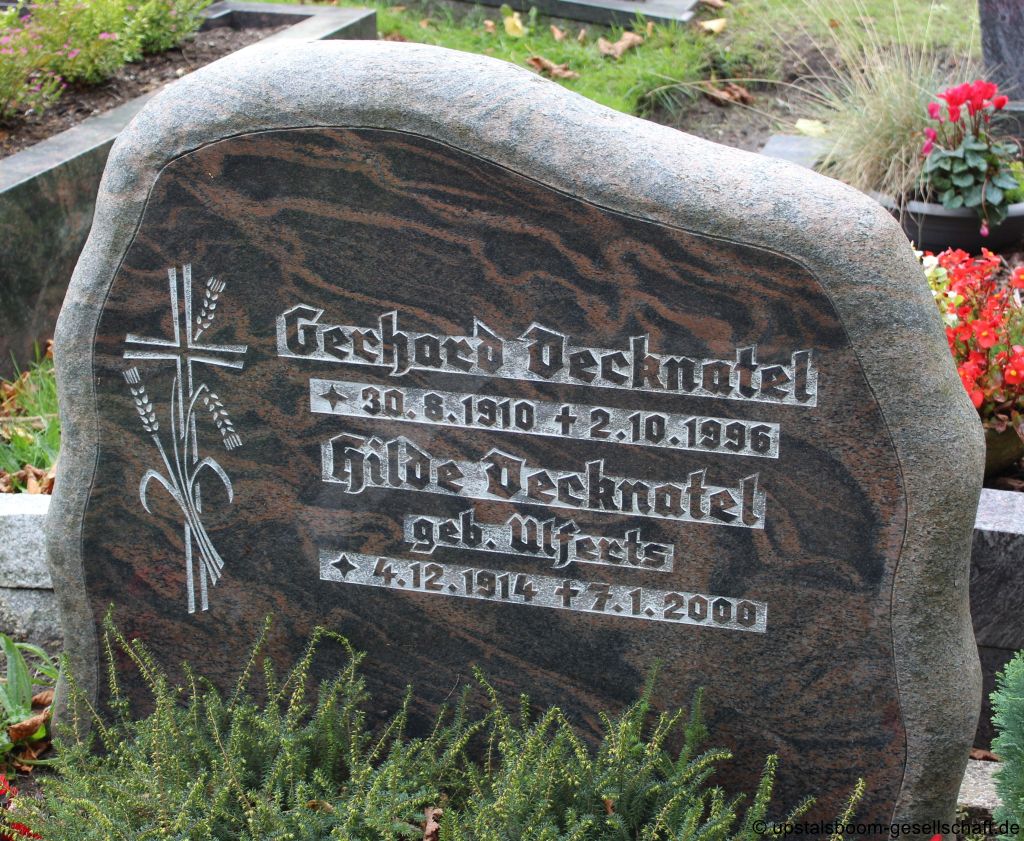 Gerhard Decknatel
✦ 30. 8. 1910 ✝ 2. 10. 1996
Hilde Decknatel
geb. Ulferts
✦ 4. 12. 1914 ✝ 7. 1. 2000
© upstalsboom-gesellschaft.de